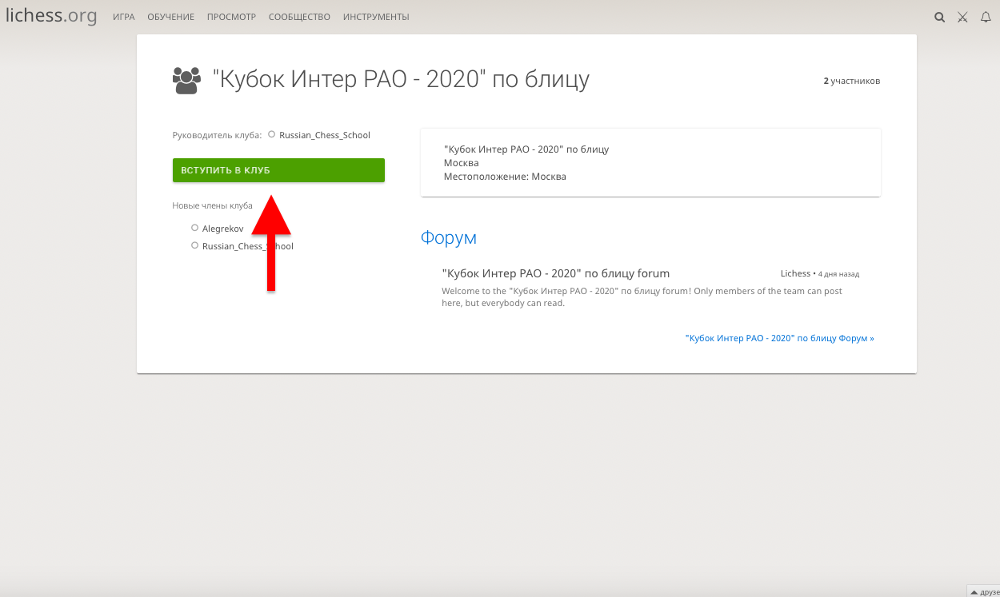 lichess.org ИГРА ОБУЧЕНИЕ ПРОСМОТР СООБЩЕСТВО ИНСТРУМЕНТЫ
"Кубок Интер РАО - 2020" по блицу
2 участников
Руководитель клуба: Russian_Chess_School
ВСТУПИТЬ В КЛУБ
Новые члены клуба
Alegrekov
Russian_Chess_School
"Кубок Интер РАО - 2020" по блицу
Москва
Местоположение: Москва
Форум
"Кубок Интер РАО - 2020" по блицу forum
Lichess • 4 дня назад
Welcome to the "Кубок Интер РАО - 2020" по блицу forum! Only members of the team can post
here, but everybody can read.
"Кубок Интер РАО - 2020" по блицу Форум »
друзе